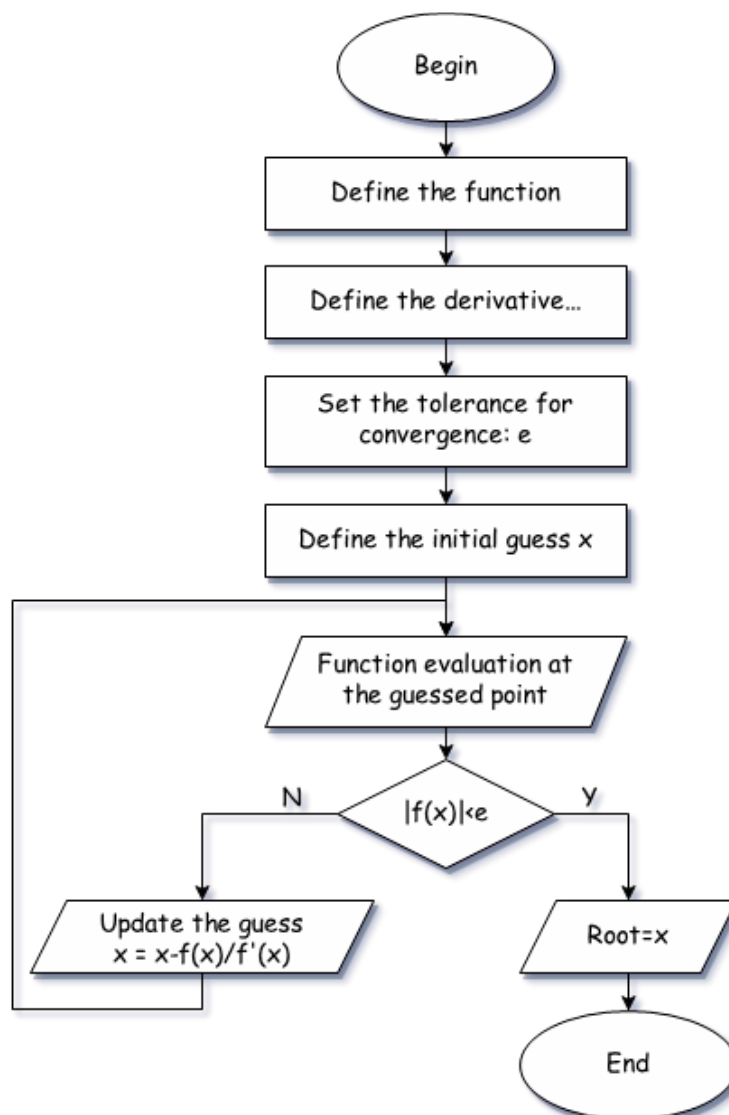 Begin
Define the function
Define the derivative...
Set the tolerance for
convergence: e
Define the initial guess x
Function evaluation at
the guessed point
N
|f(x)|<e
Y
Update the guess
x = x-f(x)/f'(x)
Root=x
End